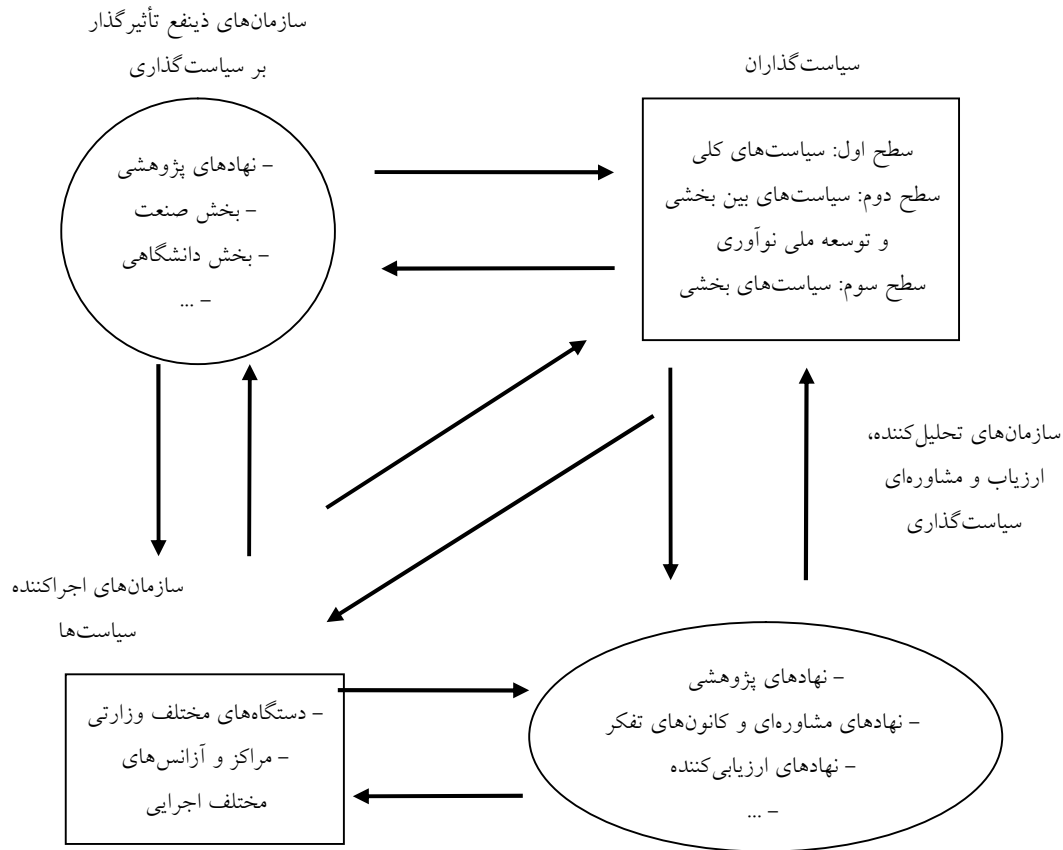 سازمان‌های ذینفع تأثیرگذار
بر سیاست‌گذاری
– نهادهای پژوهشی
– بخش صنعت
– بخش دانشگاهی
– ...
سیاست‌گذاران
سطح اول: سیاست‌های کلی
سطح دوم: سیاست‌های بین بخشی
و توسعه ملی نوآوری
سطح سوم: سیاست‌های بخشی
سازمان‌های تحلیل‌کننده،
ارزیاب و مشاوره‌ای
سیاست‌گذاری
سازمان‌های اجراکننده
سیاست‌ها
– دستگاه‌های مختلف وزارتی
– مراکز و آزانس‌های
مختلف اجرایی
– نهادهای پژوهشی
– نهادهای مشاوره‌ای و کانون‌های تفکر
– نهادهای ارزیابی‌کننده
– ...